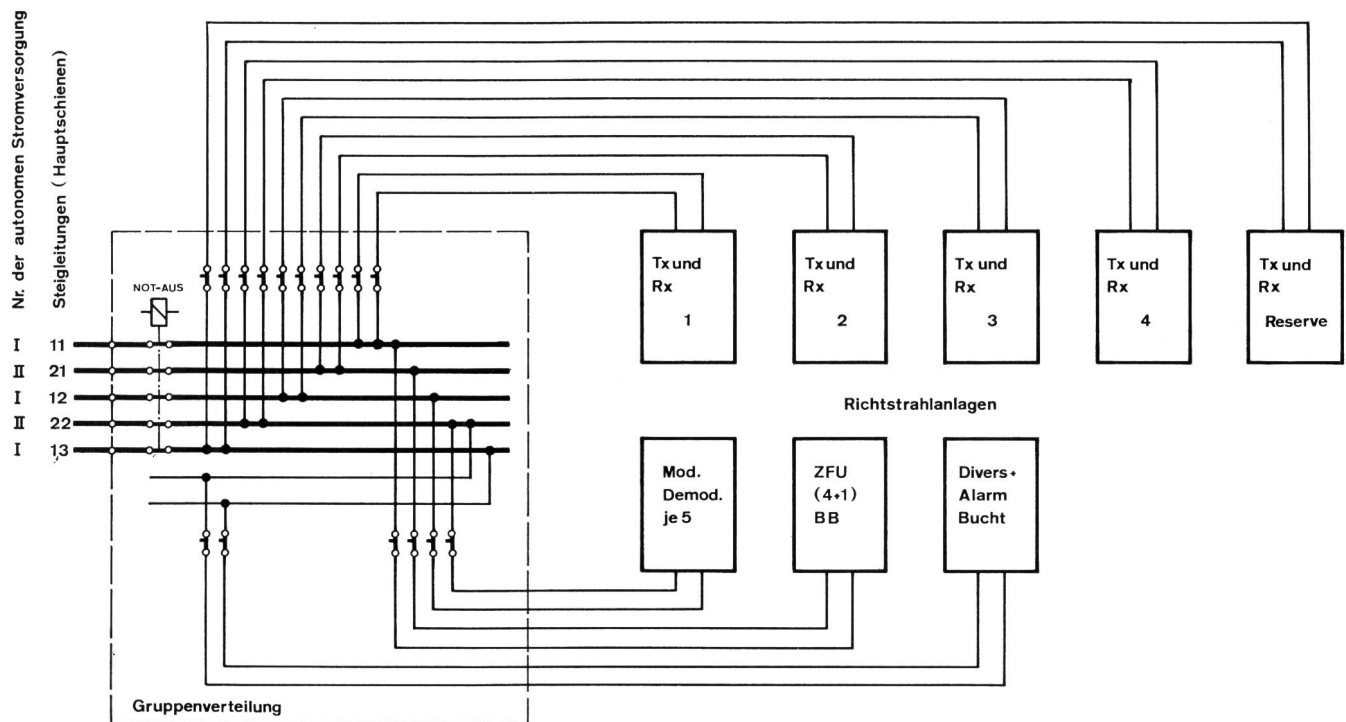 Nr. der autonomen Stromversorgung
Steigleitungen (Hauptschienen)
NOT-AUS
I 11
II 21
I 12
II 22
I 13
Tx und
Rx
1
Tx und
Rx
2
Tx und
Rx
3
Tx und
Rx
4
Tx und
Rx
Reserve
Richtstrahlanlagen
Mod.
Demod.
je 5
ZFU
(4+1)
BB
Divers+
Alarm
Bucht
Gruppenverteilung